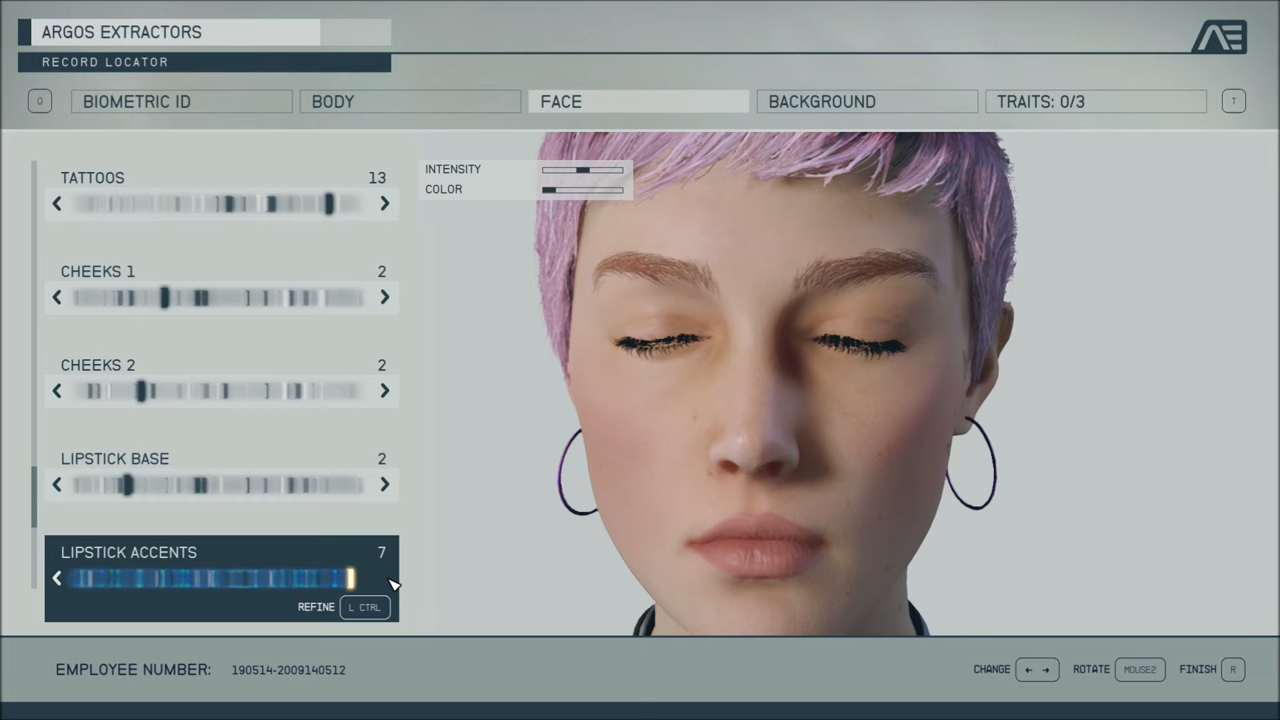 ARGOS EXTRACTORS
RECORD LOCATOR
AE
Q BIOMETRIC ID BODY FACE BACKGROUND TRAITS: 0/3 T
TATTOOS 13
INTENSITY
COLOR
CHEEKS 1 2
CHEEKS 2 2
LIPSTICK BASE 2
LIPSTICK ACCENTS 7
REFINE L CTRL
EMPLOYEE NUMBER: 190514-2009140512 CHANGE ROTATE MOUSE2 FINISH R